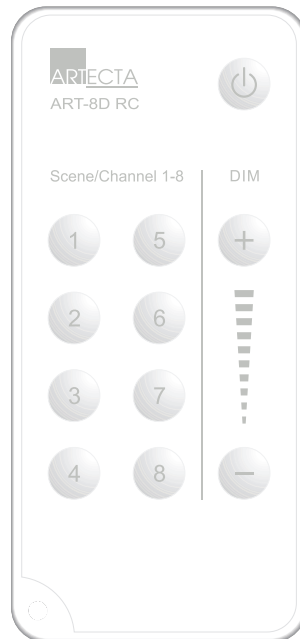 ARTECTA
ART-8D RC
Scene/Channel 1-8 DIM
1 5 +
2 6
3 7
4 8 −